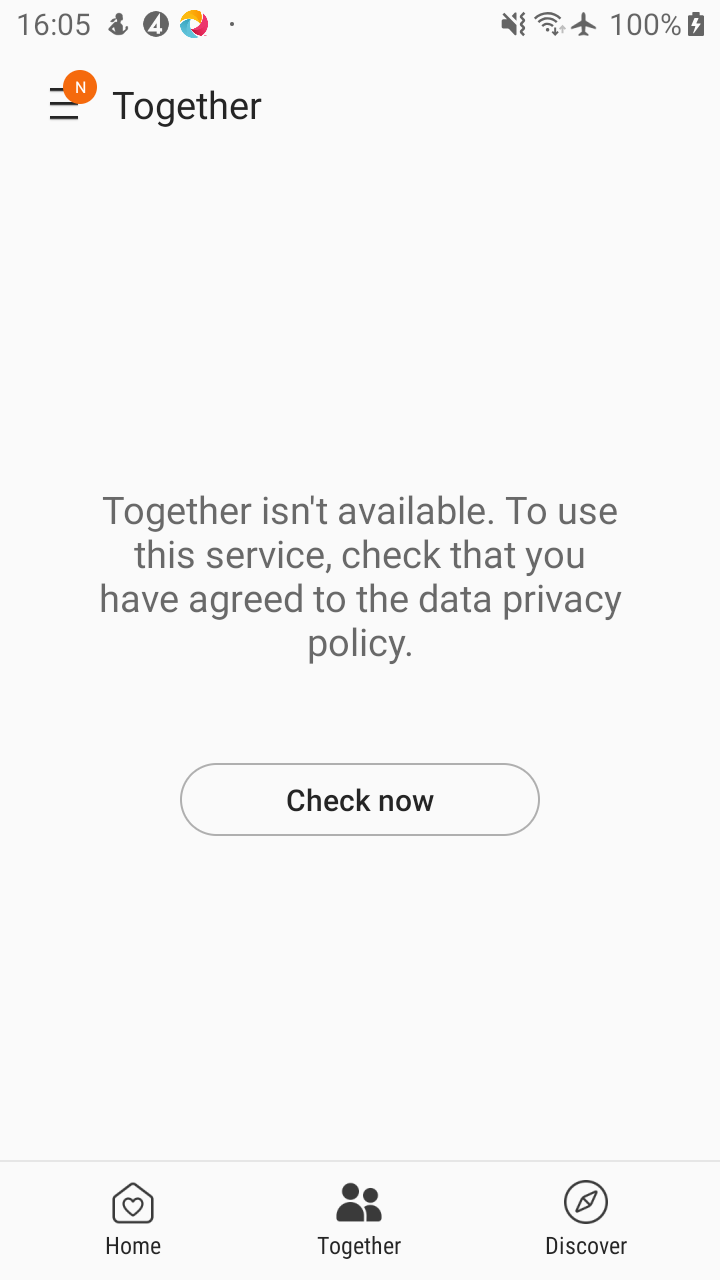 16:05 4 100%
N
Together
Together isn't available. To use
this service, check that you
have agreed to the data privacy
policy.
Check now
Home Together Discover